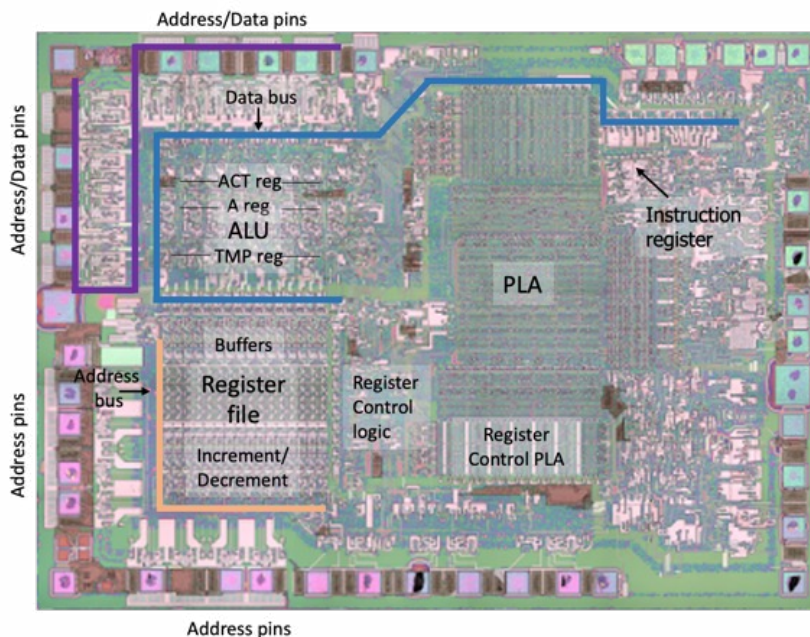 Address/Data pins
Address/Data pins
Data bus
ACT reg
A reg
ALU
TMP reg
Instruction
register
PLA
Buffers
Address
bus
Register
file
Register
Control
logic
Increment/
Decrement
Register
Control PLA
Address pins
Address pins